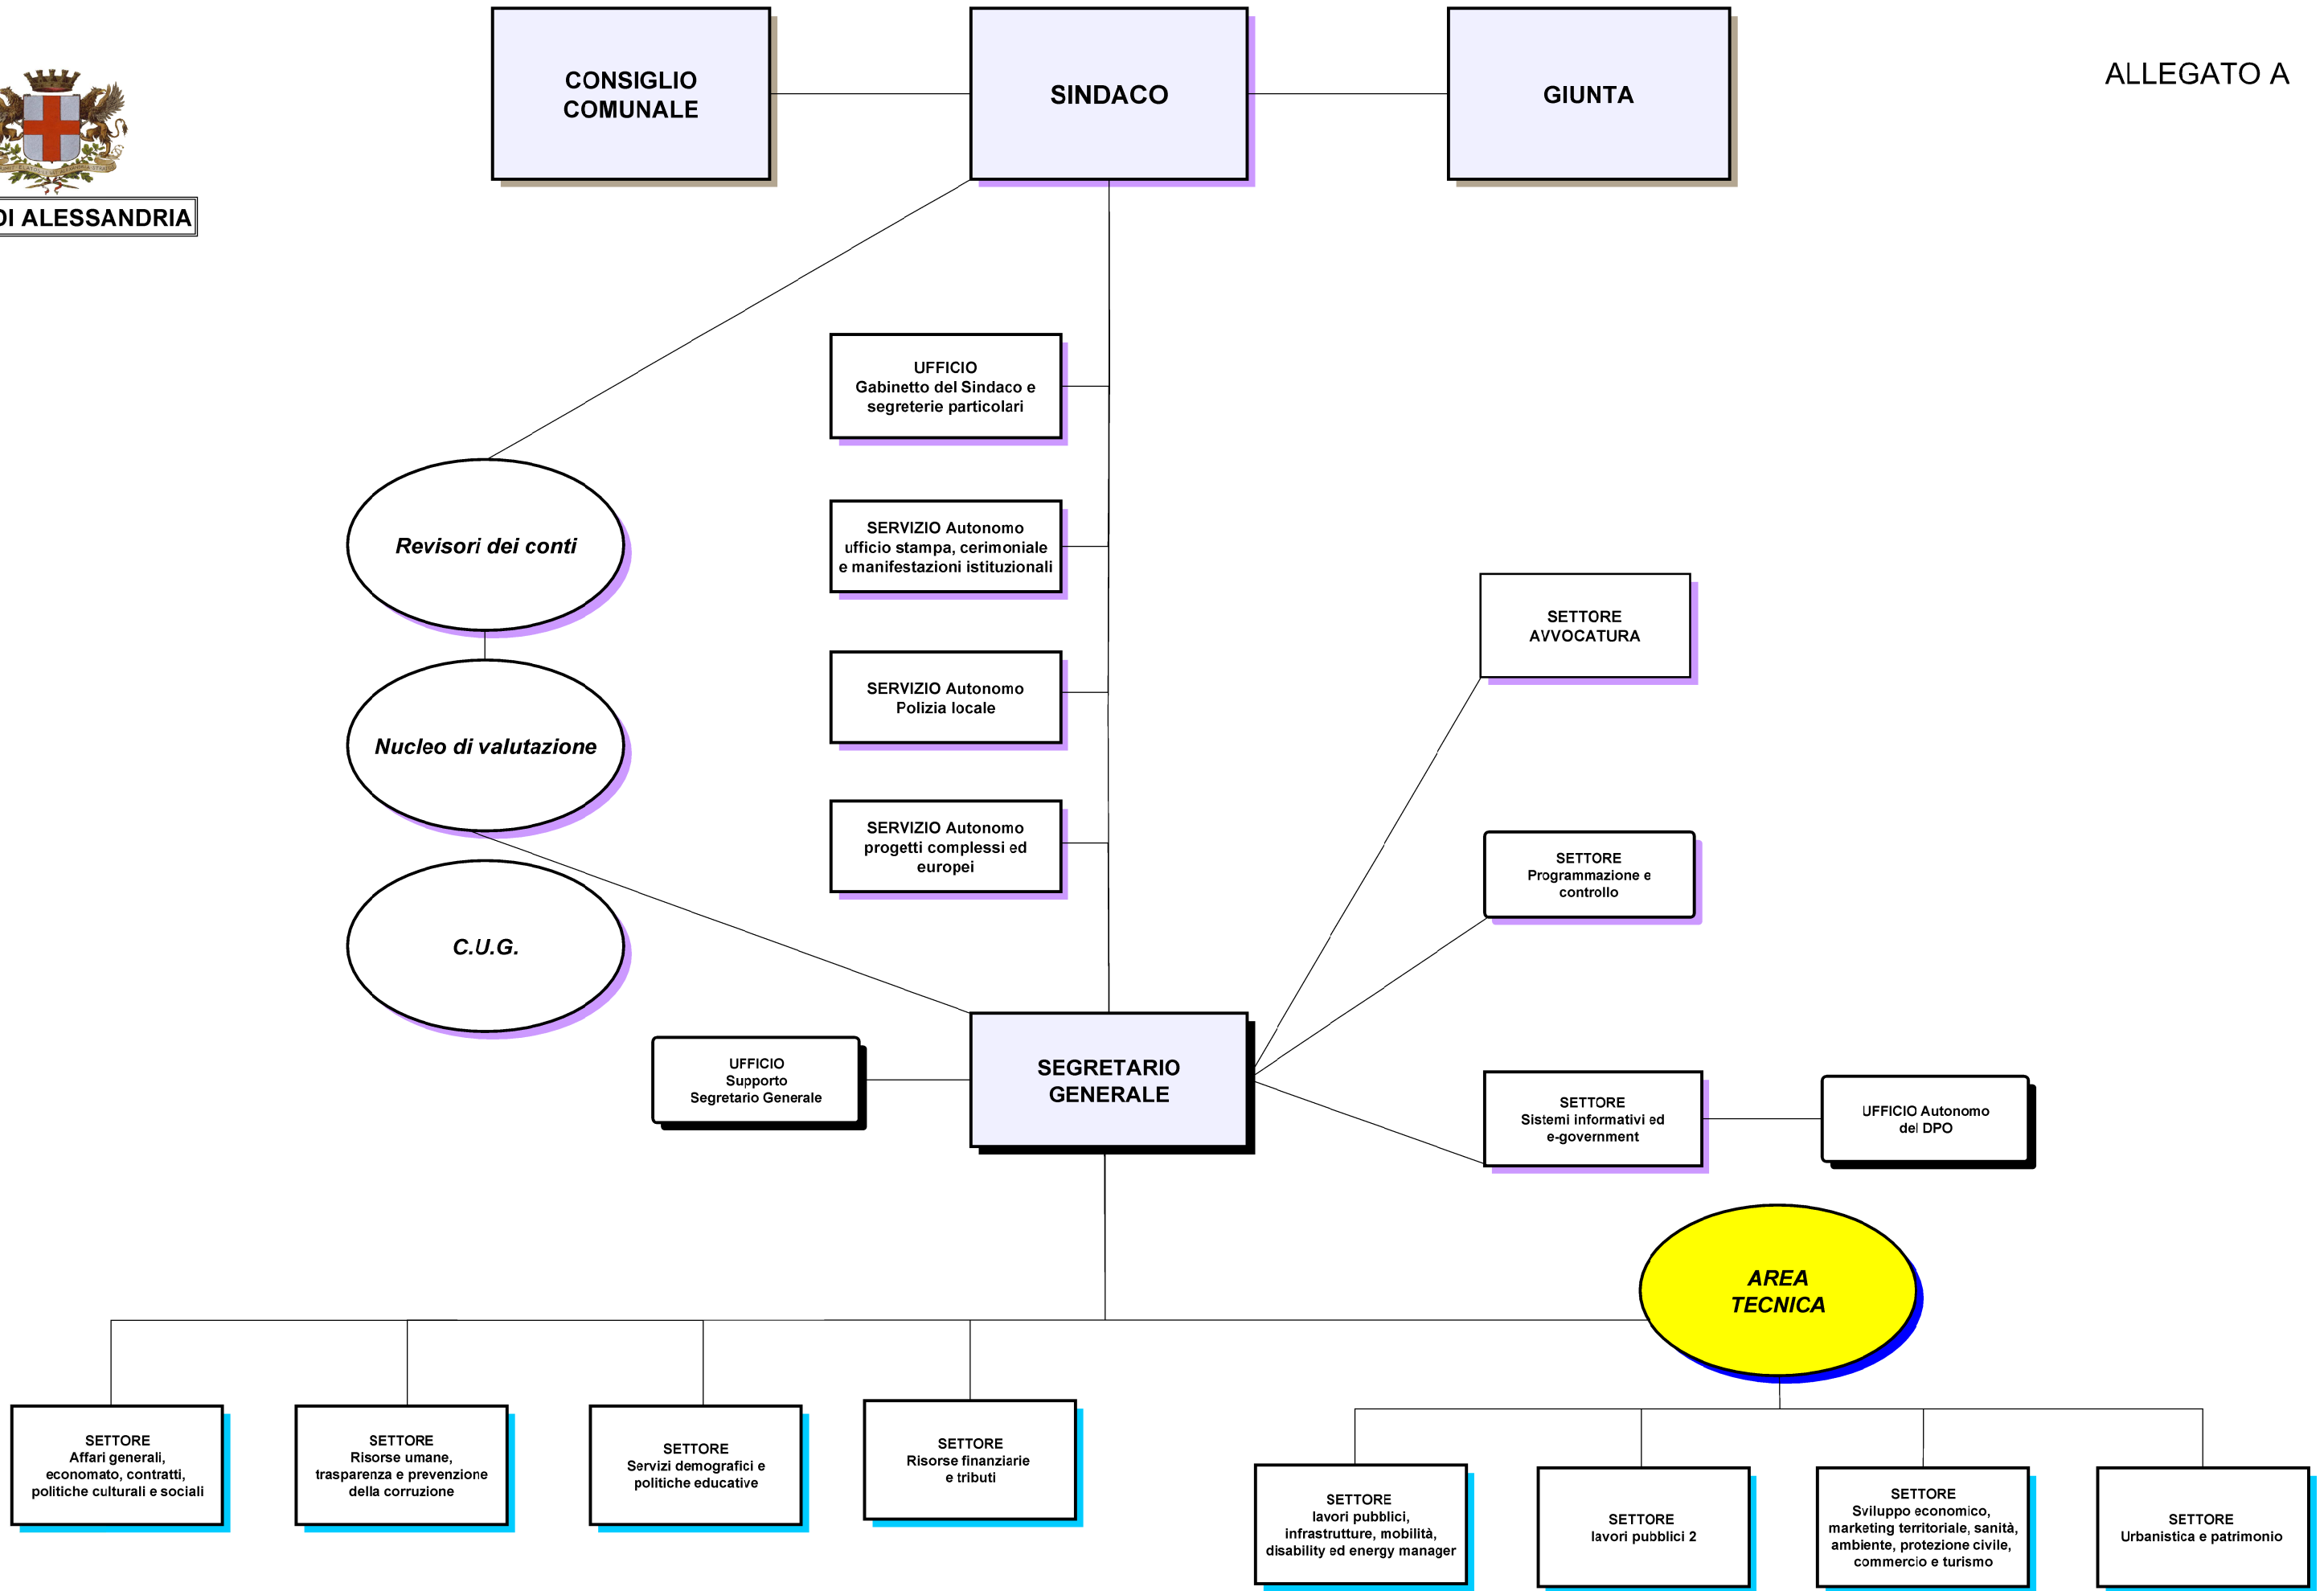 CONSIGLIO
COMUNALE
SINDACO
GIUNTA
ALLEGATO A
DI ALESSANDRIA
UFFICIO
Gabinetto del Sindaco e
segreterie particolari
Revisori dei conti
SERVIZIO Autonomo
ufficio stampa, cerimoniale
e manifestazioni istituzionali
SETTORE
AVVOCATURA
SERVIZIO Autonomo
Polizia locale
Nucleo di valutazione
SERVIZIO Autonomo
progetti complessi ed
europei
SETTORE
Programmazione e
controllo
C.U.G.
UFFICIO
Supporto
Segretario Generale
SEGRETARIO
GENERALE
SETTORE
Sistemi informativi ed
e-government
UFFICIO Autonomo
del DPO
AREA
TECNICA
SETTORE
Affari generali,
economato, contratti,
politiche culturali e sociali
SETTORE
Risorse umane,
trasparenza e prevenzione
della corruzione
SETTORE
Servizi demografici e
politiche educative
SETTORE
Risorse finanziarie
e tributi
SETTORE
lavori pubblici,
infrastrutture, mobilità,
disability ed energy manager
SETTORE
lavori pubblici 2
SETTORE
Sviluppo economico,
marketing territoriale, sanità,
ambiente, protezione civile,
commercio e turismo
SETTORE
Urbanistica e patrimonio